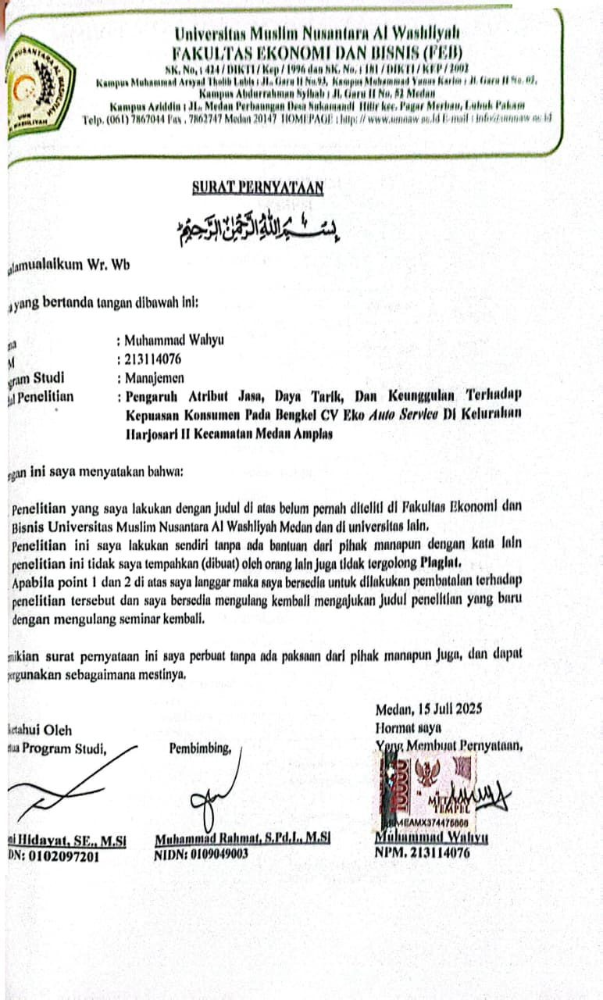 Universitas Muslim Nusantara Al Washliyah
FAKULTAS EKONOMI DAN BISNIS (FEB)
SK. No. : 424 / DIKTI / Kep / 1996 dan SK. No. : 181 / DIKTI / KEP / 2002
Kampus Muhammad Arsyad Tholib Lubis : JL. Garu II No.93, Kampus Muhammad Yunus Karim : Jl. Garu II No. 02,
Kampus Abdurrahman Syihab : Jl. Garu II No. 52 Medan
Kampus Aziddin : JL. Medan Perbaungan Desa Sukamandi Hilir kec. Pagar Merbau, Lubuk Pakam
Telp. (061) 7867044 Fax . 7862747 Medan 20147 HOMEPAGE : http: // www.umnaw ac.id E-mail : info@umnaw ac id
SURAT PERNYATAAN
بسم الله الرحمن الرحيم
alamualaikum Wr. Wb
yang bertanda tangan dibawah ini:
ma : Muhammad Wahyu
M : 213114076
gram Studi : Manajemen
Penelitian : Pengaruh Atribut Jasa, Daya Tarik, Dan Keunggulan Terhadap
Kepuasan Konsumen Pada Bengkel CV Eko Auto Service Di Kelurahan
Harjosari II Kecamatan Medan Amplas
gan ini saya menyatakan bahwa:
Penelitian yang saya lakukan dengan judul di atas belum pernah diteliti di Fakultas Ekonomi dan
Bisnis Universitas Muslim Nusantara Al Washliyah Medan dan di universitas lain.
Penelitian ini saya lakukan sendiri tanpa ada bantuan dari pihak manapun dengan kata lain
penelitian ini tidak saya tempahkan (dibuat) oleh orang lain juga tidak tergolong Plagiat.
Apabila point 1 dan 2 di atas saya langgar maka saya bersedia untuk dilakukan pembatalan terhadap
penelitian tersebut dan saya bersedia mengulang kembali mengajukan judul penelitian yang baru
dengan mengulang seminar kembali.
mikian surat pernyataan ini saya perbuat tanpa ada paksaan dari pihak manapun juga, dan dapat
pergunakan sebagaimana mestinya.
Medan, 15 Juli 2025
etahui Oleh Hormat saya
tua Program Studi, Pembimbing, Yang Membuat Pernyataan,
10000
METERAI
TEMPEL
MEAMX374476860
i Hidayat, SE., M.Si Muhammad Rahmat, S.Pd.I., M.Si Muhammad Wahyu
DN: 0102097201 NIDN: 0109049003 NPM. 213114076